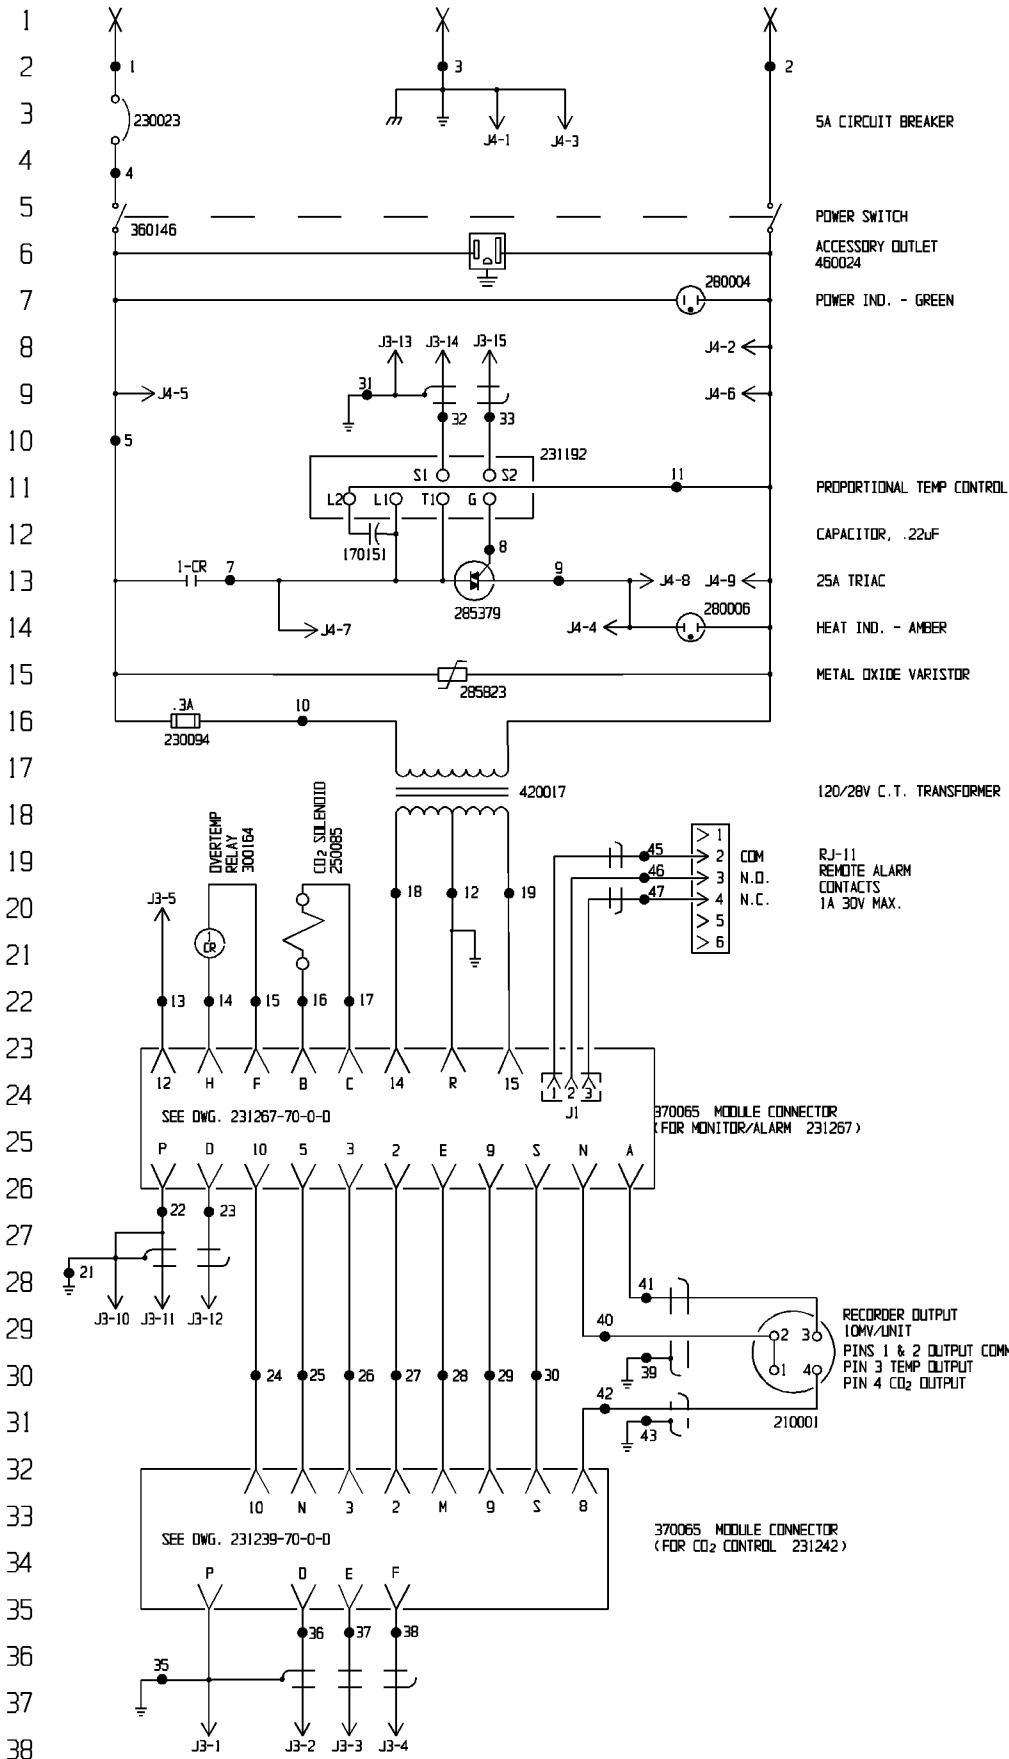 1
2
1
3
2
3
230023
J4-1
J4-3
5A CIRCUIT BREAKER
4
4
5
360146
POWER SWITCH
6
ACCESSORY OUTLET
460024
7
280004
POWER IND. - GREEN
8
J3-13
J3-14
J3-15
J4-2
9
J4-5
31
J4-6
32
33
10
5
231192
S1
S2
11
11
L2
L1
T1
G
PROPORTIONAL TEMP CONTROL
12
170151
8
CAPACITOR, .22uF
13
1-CR
7
9
J4-8
J4-9
25A TRIAC
285379
280006
14
J4-7
J4-4
HEAT IND. - AMBER
15
285823
METAL OXIDE VARISTOR
16
.3A
230094
10
17
420017
120/28V C.T. TRANSFORMER
18
OVERTEMP
RELAY
300164
CO2 SOLENOID
250085
19
> 1
45
2
COM
RJ-11
46
3
N.O.
REMOTE ALARM
47
4
N.C.
CONTACTS
1A 30V MAX.
20
J3-5
18
12
19
> 5
21
1
CR
> 6
22
13
14
15
16
17
23
12
H
F
B
C
14
R
15
24
1
2
3
J1
SEE DWG. 231267-70-0-D
370065 MODULE CONNECTOR
(FOR MONITOR/ALARM 231267)
25
P
D
10
5
3
2
E
9
S
N
A
26
22
23
27
21
28
J3-10
J3-11
J3-12
41
29
40
RECORDER OUTPUT
10MV/UNIT
2
3
PINS 1 & 2 OUTPUT COMM
30
24
25
26
27
28
29
30
39
1
4
PIN 3 TEMP OUTPUT
PIN 4 CO2 OUTPUT
42
31
43
210001
32
10
N
3
2
M
9
S
8
33
SEE DWG. 231239-70-0-D
370065 MODULE CONNECTOR
(FOR CO2 CONTROL 231242)
34
P
D
E
F
35
36
37
38
36
35
37
J3-1
J3-2
J3-3
J3-4
38